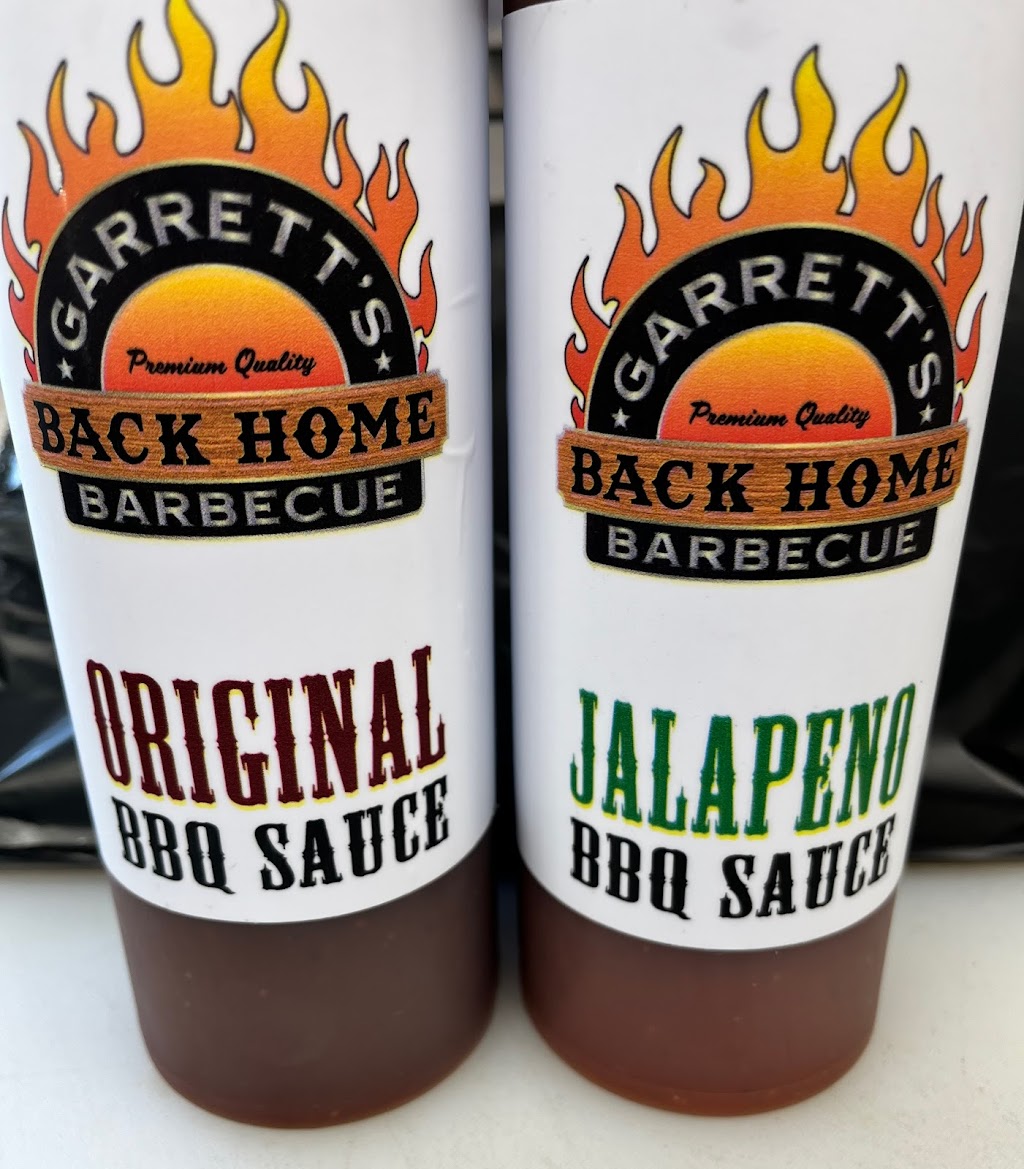 GARRETT'S
Premium Quality
BACK HOME
BARBECUE
ORIGINAL
BBQ SAUCE
GARRETT'S
Premium Quality
BACK HOME
BARBECUE
JALAPENO
BBQ SAUCE